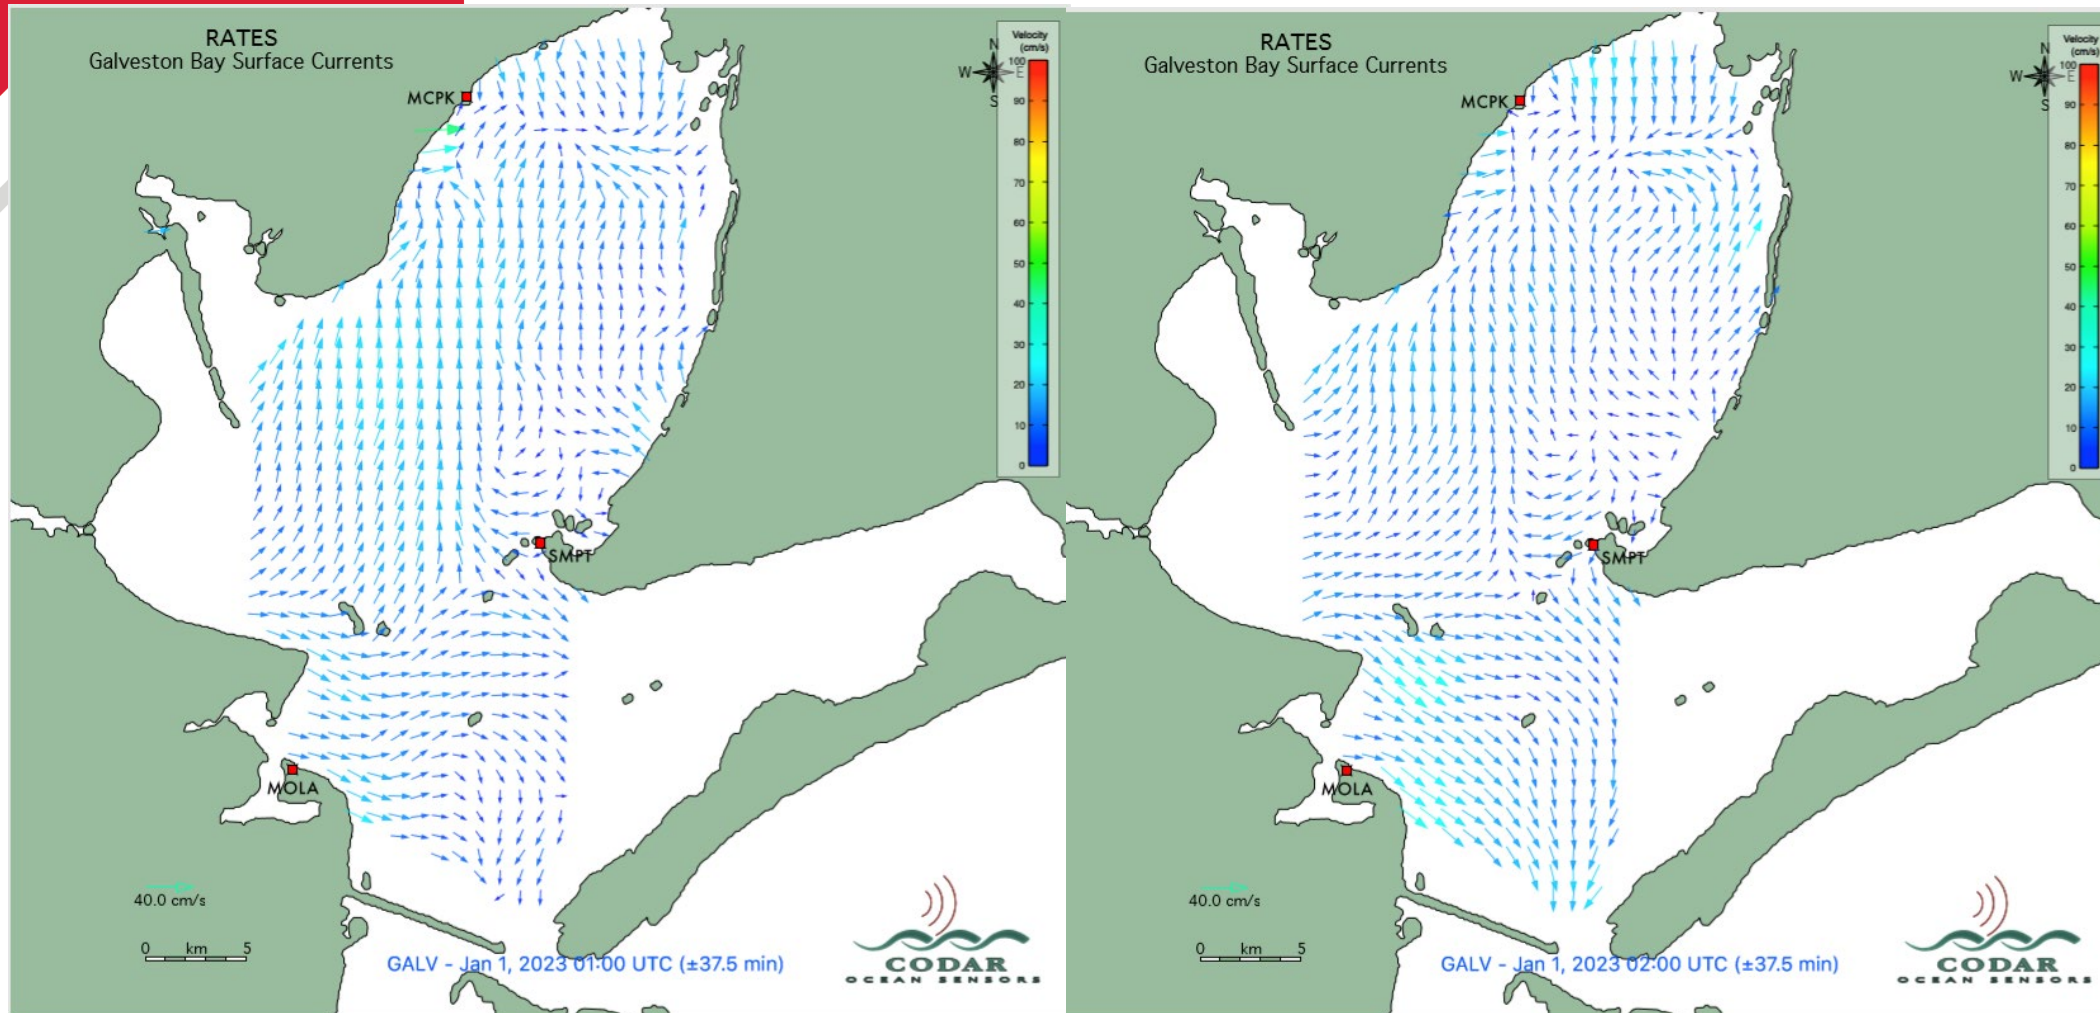 RATES
Galveston Bay Surface Currents
N
W E
S
Velocity
(cm/s)
100
90
80
70
60
50
40
30
20
10
0
MCPK
SMPT
MOLA
40.0 cm/s
0 km 5
GALV - Jan 1, 2023 01:00 UTC (±37.5 min)
CODAR
OCEAN SENSORS
RATES
Galveston Bay Surface Currents
N
W E
S
Velocity
(cm/s)
100
90
80
70
60
50
40
30
20
10
0
MCPK
SMPT
MOLA
40.0 cm/s
0 km 5
GALV - Jan 1, 2023 02:00 UTC (±37.5 min)
CODAR
OCEAN SENSORS